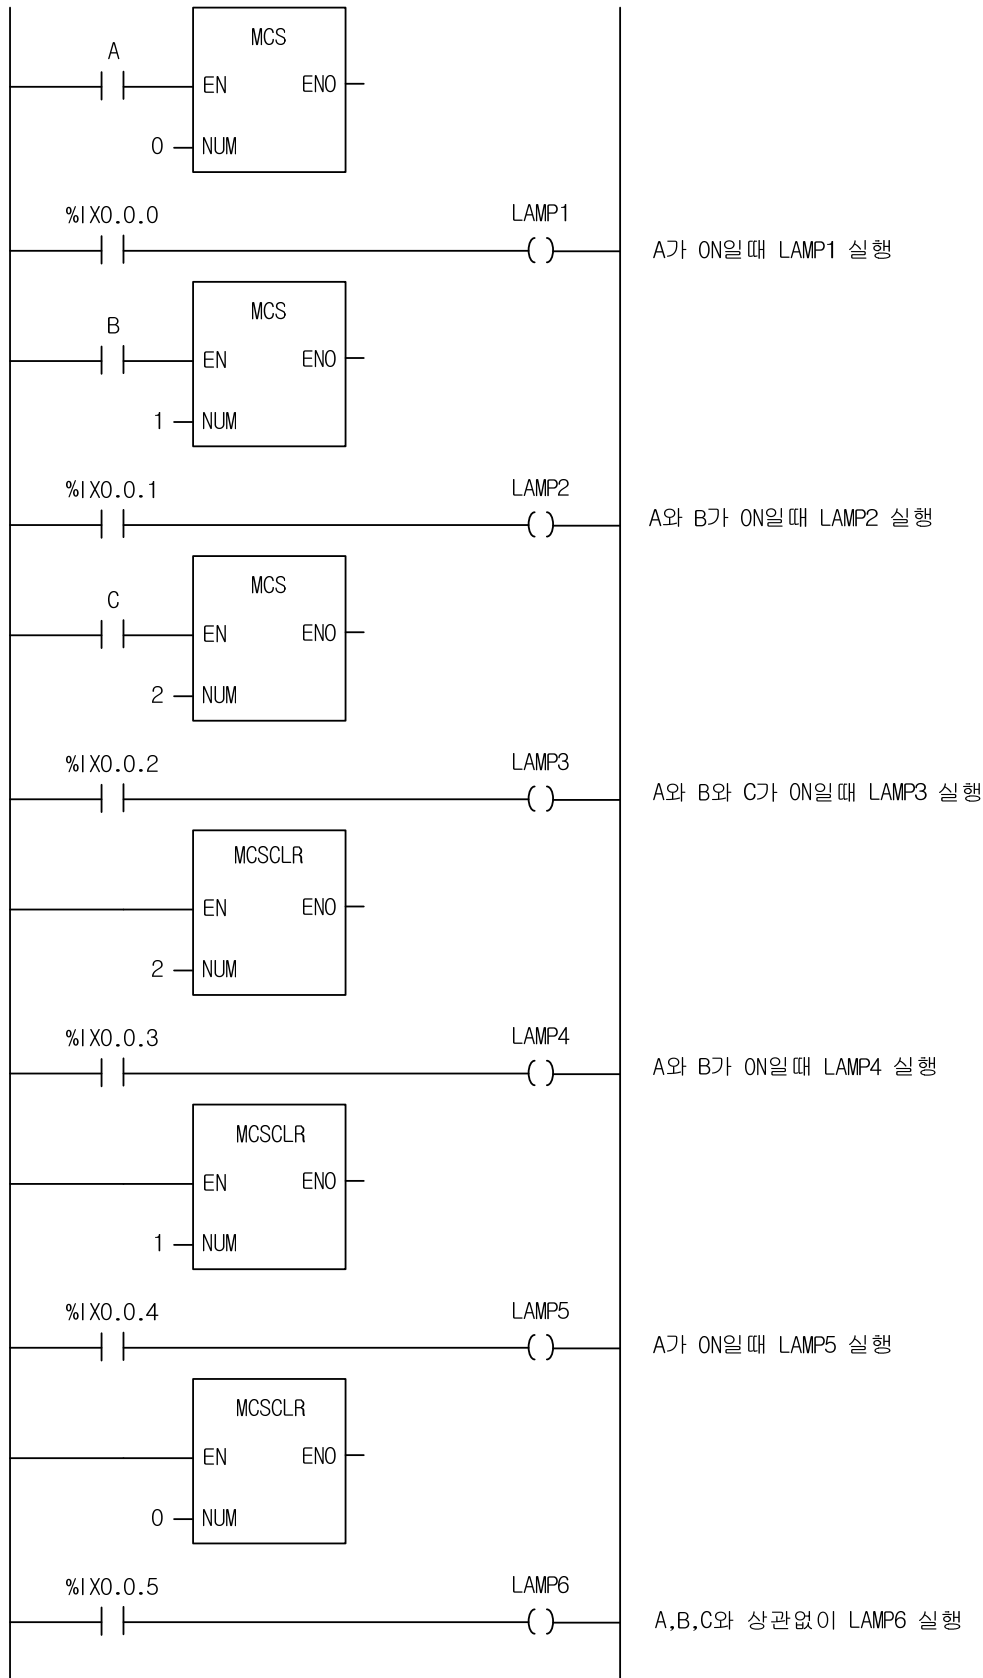 MCS
A
EN ENO
0 NUM
%IX0.0.0 LAMP1
A가 ON일때 LAMP1 실행
MCS
B
EN ENO
1 NUM
%IX0.0.1 LAMP2
A와 B가 ON일때 LAMP2 실행
MCS
C
EN ENO
2 NUM
%IX0.0.2 LAMP3
A와 B와 C가 ON일때 LAMP3 실행
MCSCLR
EN ENO
2 NUM
%IX0.0.3 LAMP4
A와 B가 ON일때 LAMP4 실행
MCSCLR
EN ENO
1 NUM
%IX0.0.4 LAMP5
A가 ON일때 LAMP5 실행
MCSCLR
EN ENO
0 NUM
%IX0.0.5 LAMP6
A,B,C와 상관없이 LAMP6 실행